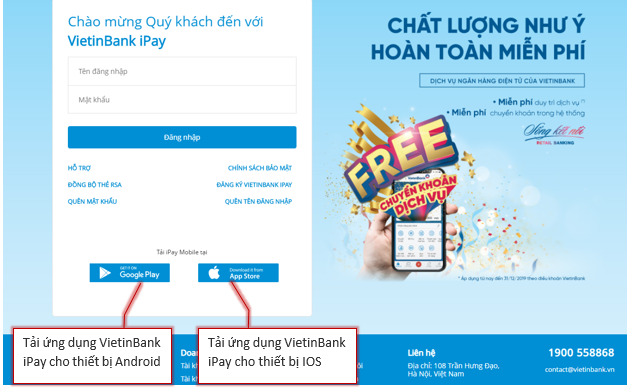 Chào mừng Quý khách đến với
VietinBank iPay
Tên đăng nhập
Mật khẩu
Đăng nhập
HỖ TRỢ
CHÍNH SÁCH BẢO MẬT
ĐỒNG BỘ THẺ RSA
ĐĂNG KÝ VIETINBANK IPAY
QUÊN MẬT KHẨU
QUÊN TÊN ĐĂNG NHẬP
Tải iPay Mobile tại
GET IT ON
Google Play
Download it from
App Store
CHẤT LƯỢNG NHƯ Ý
HOÀN TOÀN MIỄN PHÍ
DỊCH VỤ NGÂN HÀNG ĐIỆN TỬ CỦA VIETINBANK
• Miễn phí duy trì dịch vụ (*)
• Miễn phí chuyển khoản trong hệ thống
Sống kết nối
RETAIL BANKING
FREE
CHUYỂN KHOẢN
DỊCH VỤ
VietinBank
* Áp dụng từ nay đến 31/12/2019 theo điều khoản VietinBank
Tải ứng dụng VietinBank
iPay cho thiết bị Android
Tải ứng dụng VietinBank
iPay cho thiết bị IOS
Liên hệ
Địa chỉ: 108 Trần Hưng Đạo,
Hà Nội, Việt Nam
1900 558868
contact@vietinbank.vn